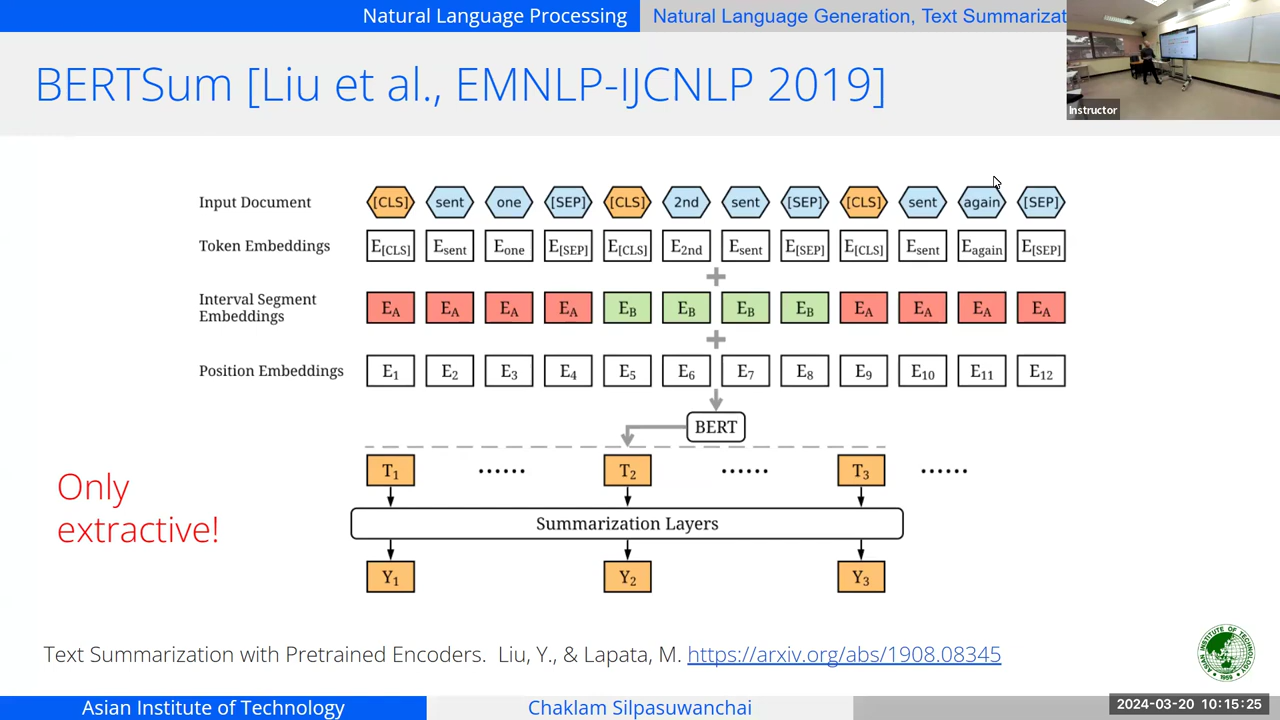 Natural Language Processing
Natural Language Generation, Text Summarizat
BERTSum [Liu et al., EMNLP-IJCNLP 2019]
Instructor
Input Document [CLS] sent one [SEP] [CLS] 2nd sent [SEP] [CLS] sent again [SEP]
Token Embeddings E[CLS] Esent Eone E[SEP] E[CLS] E2nd Esent E[SEP] E[CLS] Esent Eagain E[SEP]
+
Interval Segment
Embeddings
EA EA EA EA EB EB EB EB EA EA EA EA
+
Position Embeddings E1 E2 E3 E4 E5 E6 E7 E8 E9 E10 E11 E12
BERT
T1 ...... T2 ...... T3 ......
Only
extractive!
Summarization Layers
Y1 Y2 Y3
Text Summarization with Pretrained Encoders. Liu, Y., & Lapata, M. https://arxiv.org/abs/1908.08345
ASIAN INSTITUTE OF TECHNOLOGY
1959
Asian Institute of Technology
Chaklam Silpasuwanchai
2024-03-20 10:15:25